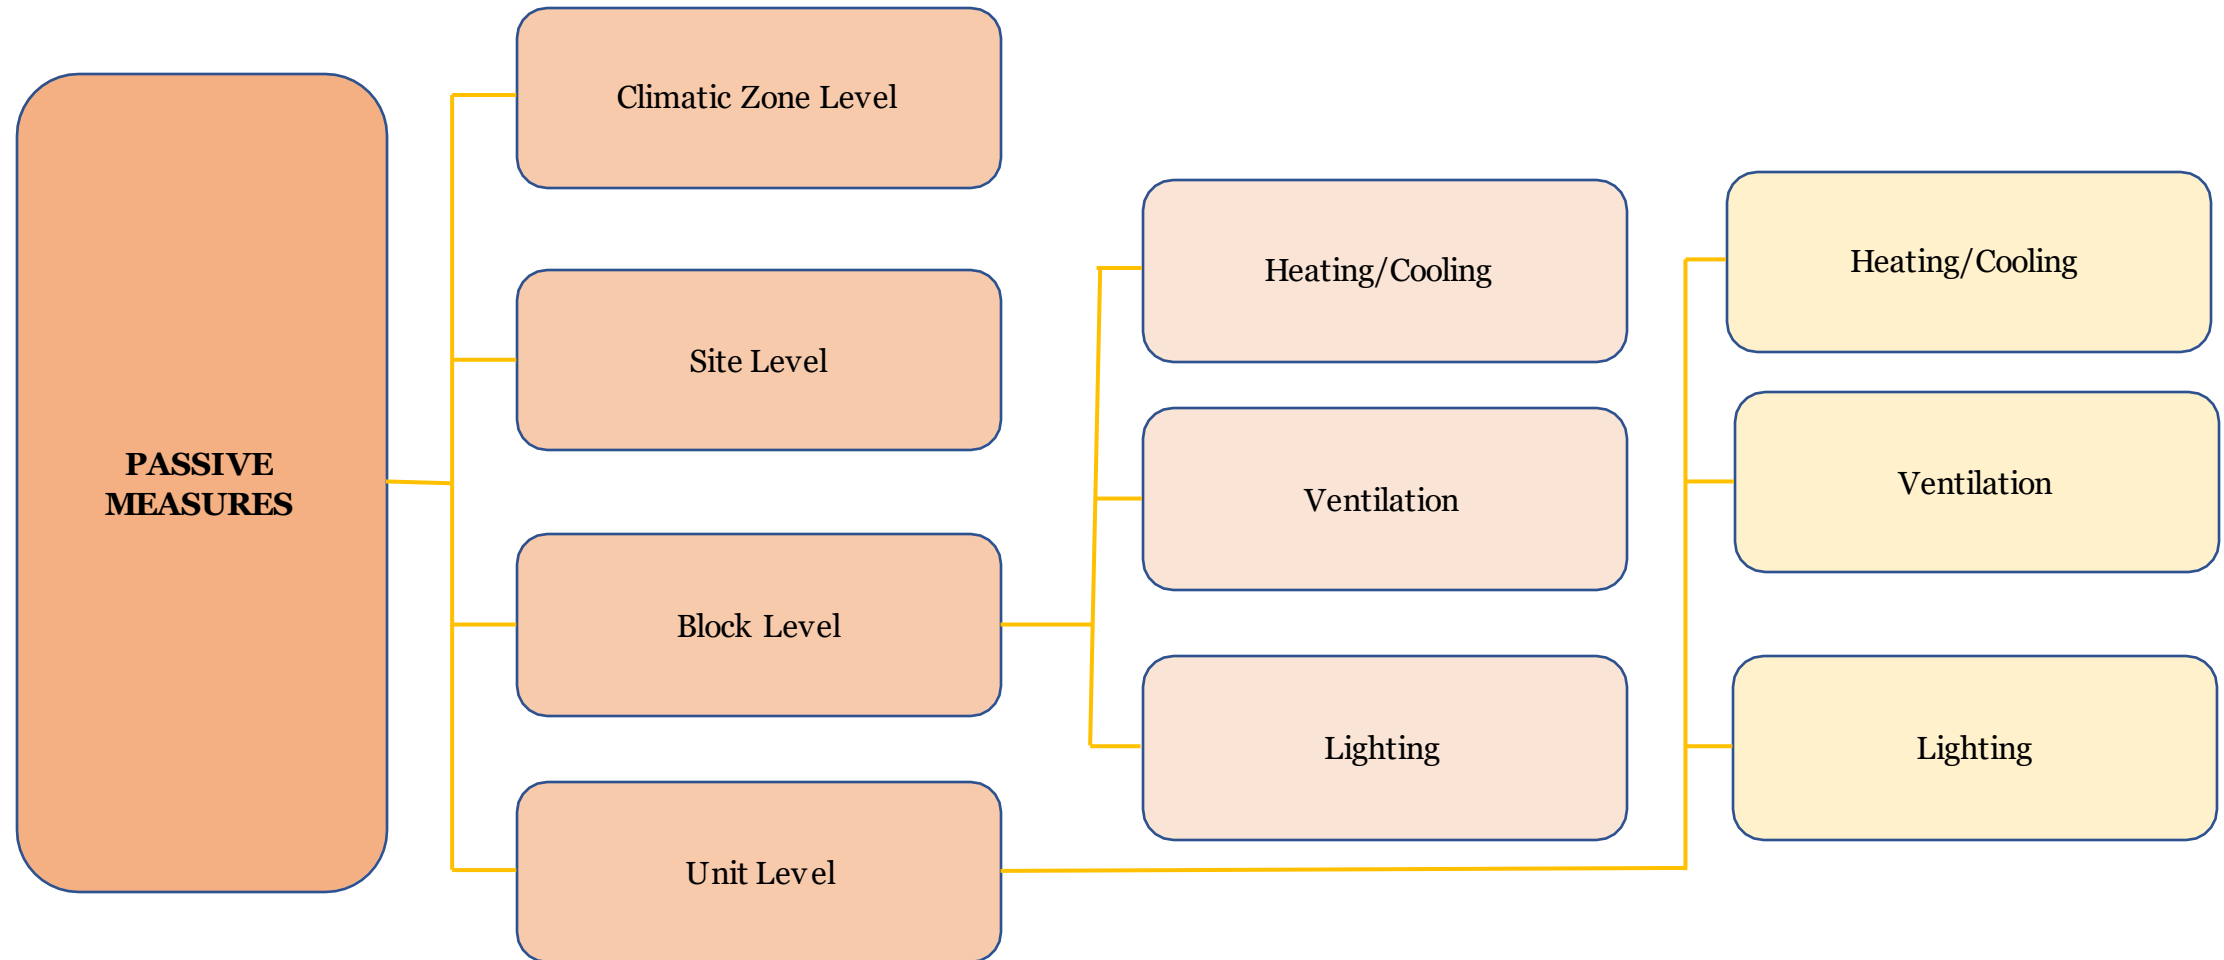 PASSIVE
MEASURES
Climatic Zone Level
Site Level
Block Level
Unit Level
Heating/Cooling
Ventilation
Lighting
Heating/Cooling
Ventilation
Lighting